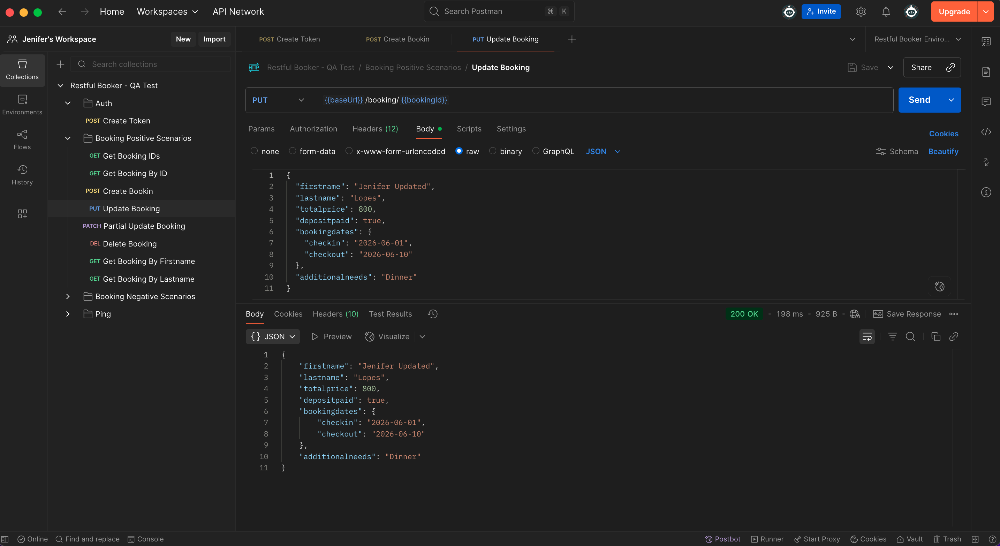 Home Workspaces API Network Search Postman ⌘ K Invite Upgrade
Jenifer's Workspace New Import
POST Create Token POST Create Bookin PUT Update Booking Restful Booker Enviro...
Collections
Environments
Flows
History
Search collections
Restful Booker - QA Test
Auth
POST Create Token
Booking Positive Scenarios
GET Get Booking IDs
GET Get Booking By ID
POST Create Bookin
PUT Update Booking
PATCH Partial Update Booking
DEL Delete Booking
GET Get Booking By Firstname
GET Get Booking By Lastname
Booking Negative Scenarios
Ping
HTTP Restful Booker - QA Test / Booking Positive Scenarios / Update Booking Save Share
PUT {{baseUrl}}/booking/{{bookingId}} Send
Params Authorization Headers (12) Body Scripts Settings Cookies
none form-data x-www-form-urlencoded raw binary GraphQL JSON Schema Beautify
1 {
2 "firstname": "Jenifer Updated",
3 "lastname": "Lopes",
4 "totalprice": 800,
5 "depositpaid": true,
6 "bookingdates": {
7 "checkin": "2026-06-01",
8 "checkout": "2026-06-10"
9 },
10 "additionalneeds": "Dinner"
11 }
Body Cookies Headers (10) Test Results 200 OK • 198 ms • 925 B • e.g. Save Response
{} JSON Preview Visualize
1 {
2 "firstname": "Jenifer Updated",
3 "lastname": "Lopes",
4 "totalprice": 800,
5 "depositpaid": true,
6 "bookingdates": {
7 "checkin": "2026-06-01",
8 "checkout": "2026-06-10"
9 },
10 "additionalneeds": "Dinner"
11 }
Online Find and replace Console Postbot Runner Start Proxy Cookies Vault Trash